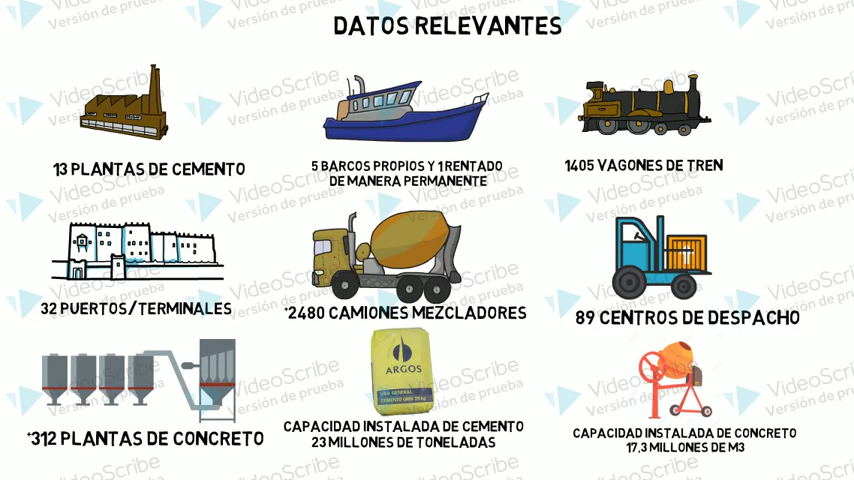 DATOS RELEVANTES
13 PLANTAS DE CEMENTO
5 BARCOS PROPIOS Y 1 RENTADO
DE MANERA PERMANENTE
1405 VAGONES DE TREN
32 PUERTOS/TERMINALES
*2480 CAMIONES MEZCLADORES
89 CENTROS DE DESPACHO
*312 PLANTAS DE CONCRETO
ARGOS
USO GENERAL
CAPACIDAD INSTALADA DE CEMENTO
23 MILLONES DE TONELADAS
CAPACIDAD INSTALADA DE CONCRETO
17,3 MILLONES DE M3
VideoScribe
Versión de prueba